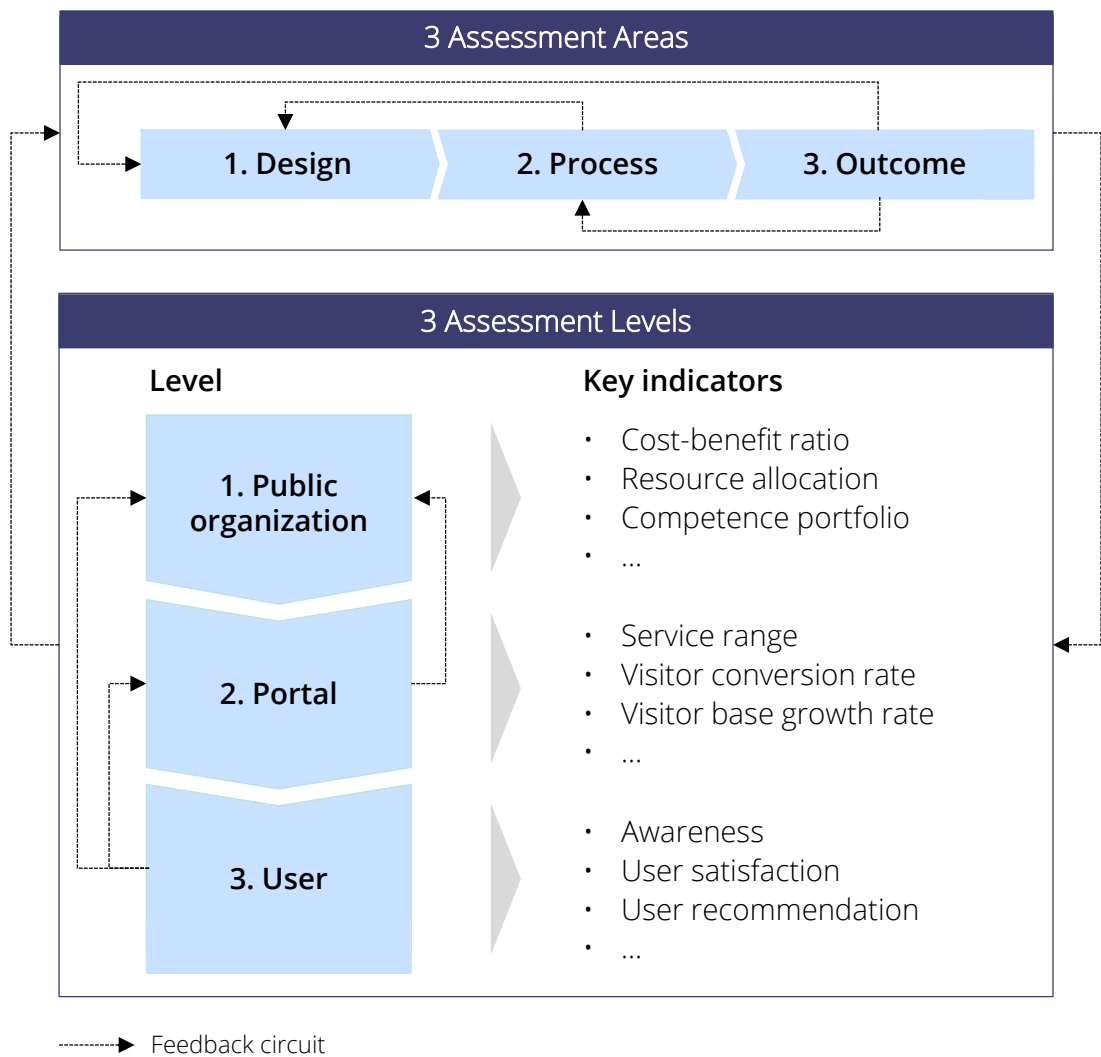 3 Assessment Areas
1. Design
2. Process
3. Outcome
3 Assessment Levels
Level
Key indicators
1. Public
organization
• Cost-benefit ratio
• Resource allocation
• Competence portfolio
• ...
2. Portal
• Service range
• Visitor conversion rate
• Visitor base growth rate
• ...
3. User
• Awareness
• User satisfaction
• User recommendation
• ...
Feedback circuit